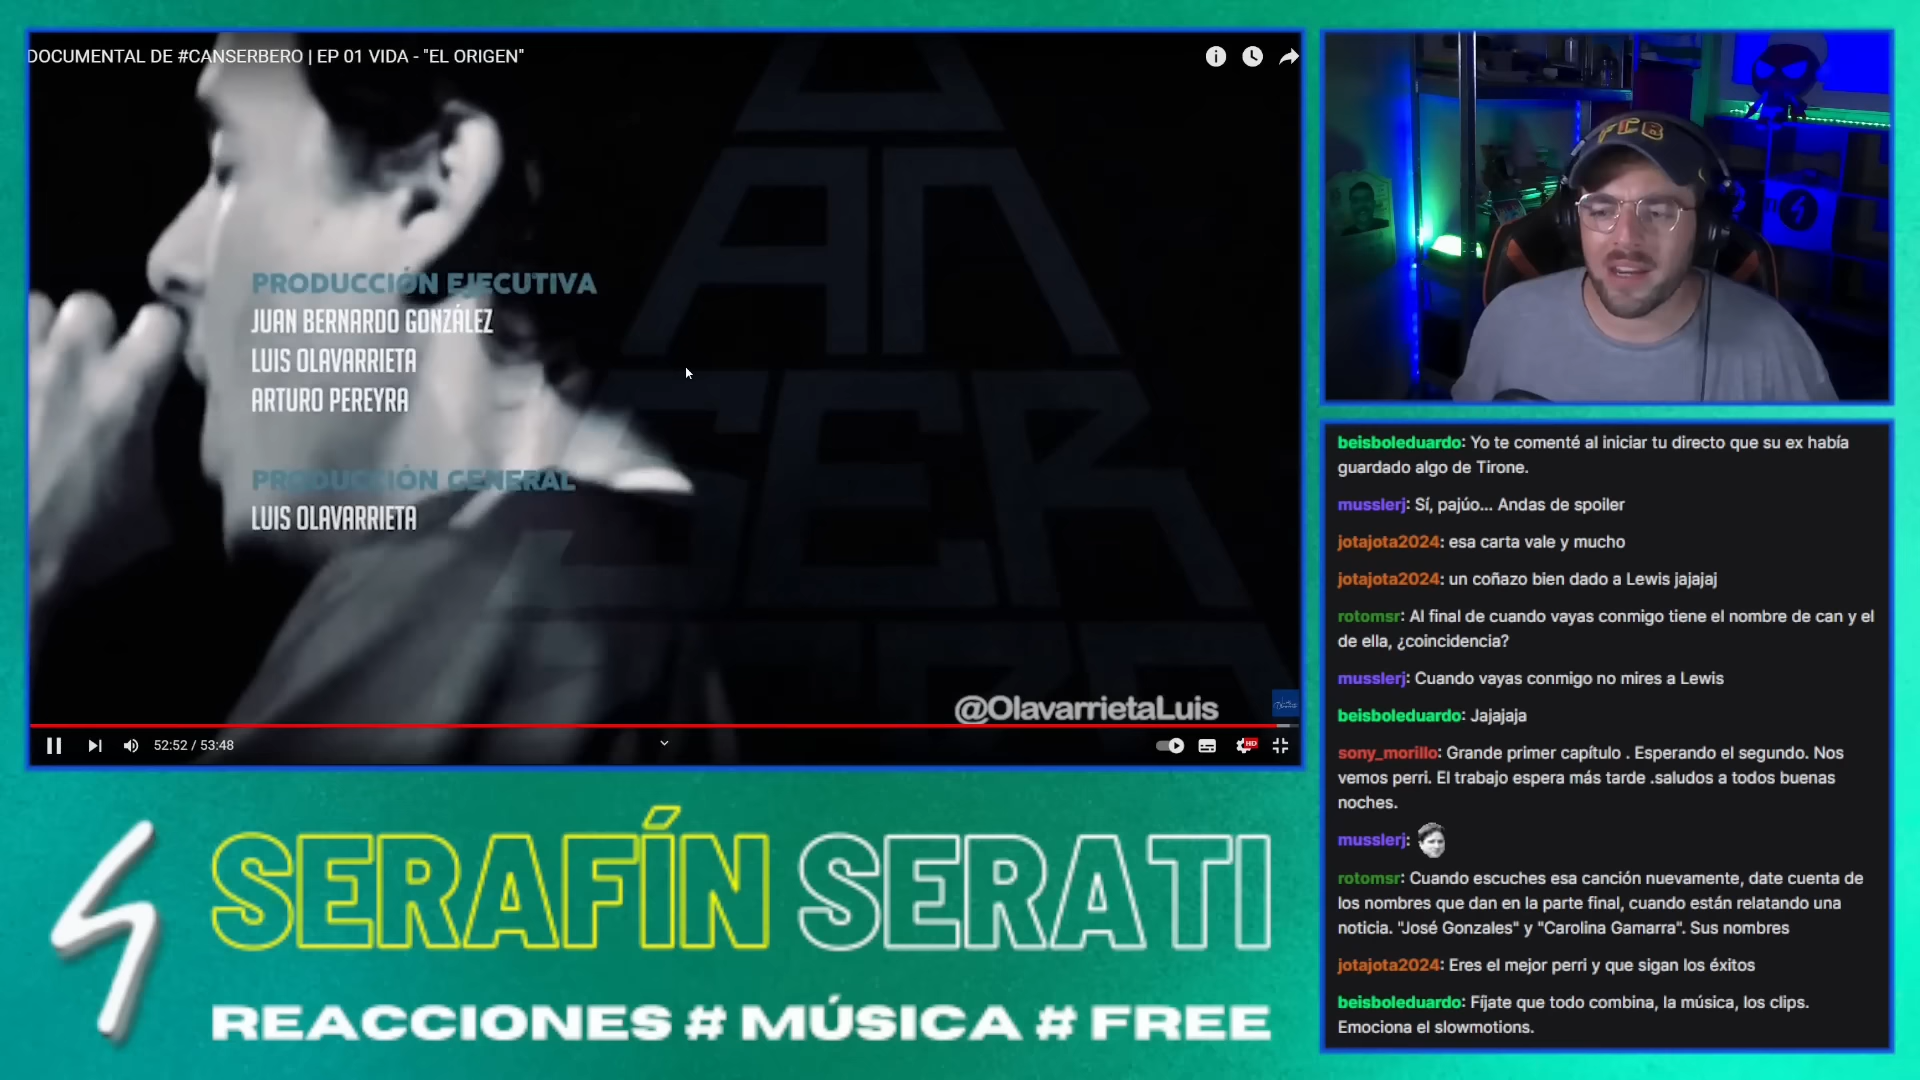 DOCUMENTAL DE #CANSERBERO | EP 01 VIDA - "EL ORIGEN"
PRODUCCIÓN EJECUTIVA
JUAN BERNARDO GONZÁLEZ
LUIS OLAVARRIETA
ARTURO PEREYRA
PRODUCCIÓN GENERAL
LUIS OLAVARRIETA
AN
SER
@OlavarrietaLuis
52:52 / 53:48
HD
FCB
beisboleduardo: Yo te comenté al iniciar tu directo que su ex había
guardado algo de Tirone.
musslerj: Sí, pajúo... Andas de spoiler
jotajota2024: esa carta vale y mucho
jotajota2024: un coñazo bien dado a Lewis jajajaj
rotomsr: Al final de cuando vayas conmigo tiene el nombre de can y el
de ella, ¿coincidencia?
musslerj: Cuando vayas conmigo no mires a Lewis
beisboleduardo: Jajajaja
sony_morillo: Grande primer capítulo . Esperando el segundo. Nos
vemos perri. El trabajo espera más tarde .saludos a todos buenas
noches.
musslerj:
rotomsr: Cuando escuches esa canción nuevamente, date cuenta de
los nombres que dan en la parte final, cuando están relatando una
noticia. "José Gonzales" y "Carolina Gamarra". Sus nombres
jotajota2024: Eres el mejor perri y que sigan los éxitos
beisboleduardo: Fíjate que todo combina, la música, los clips.
Emociona el slowmotions.
SERAFÍN SERATI
REACCIONES # MÚSICA # FREE